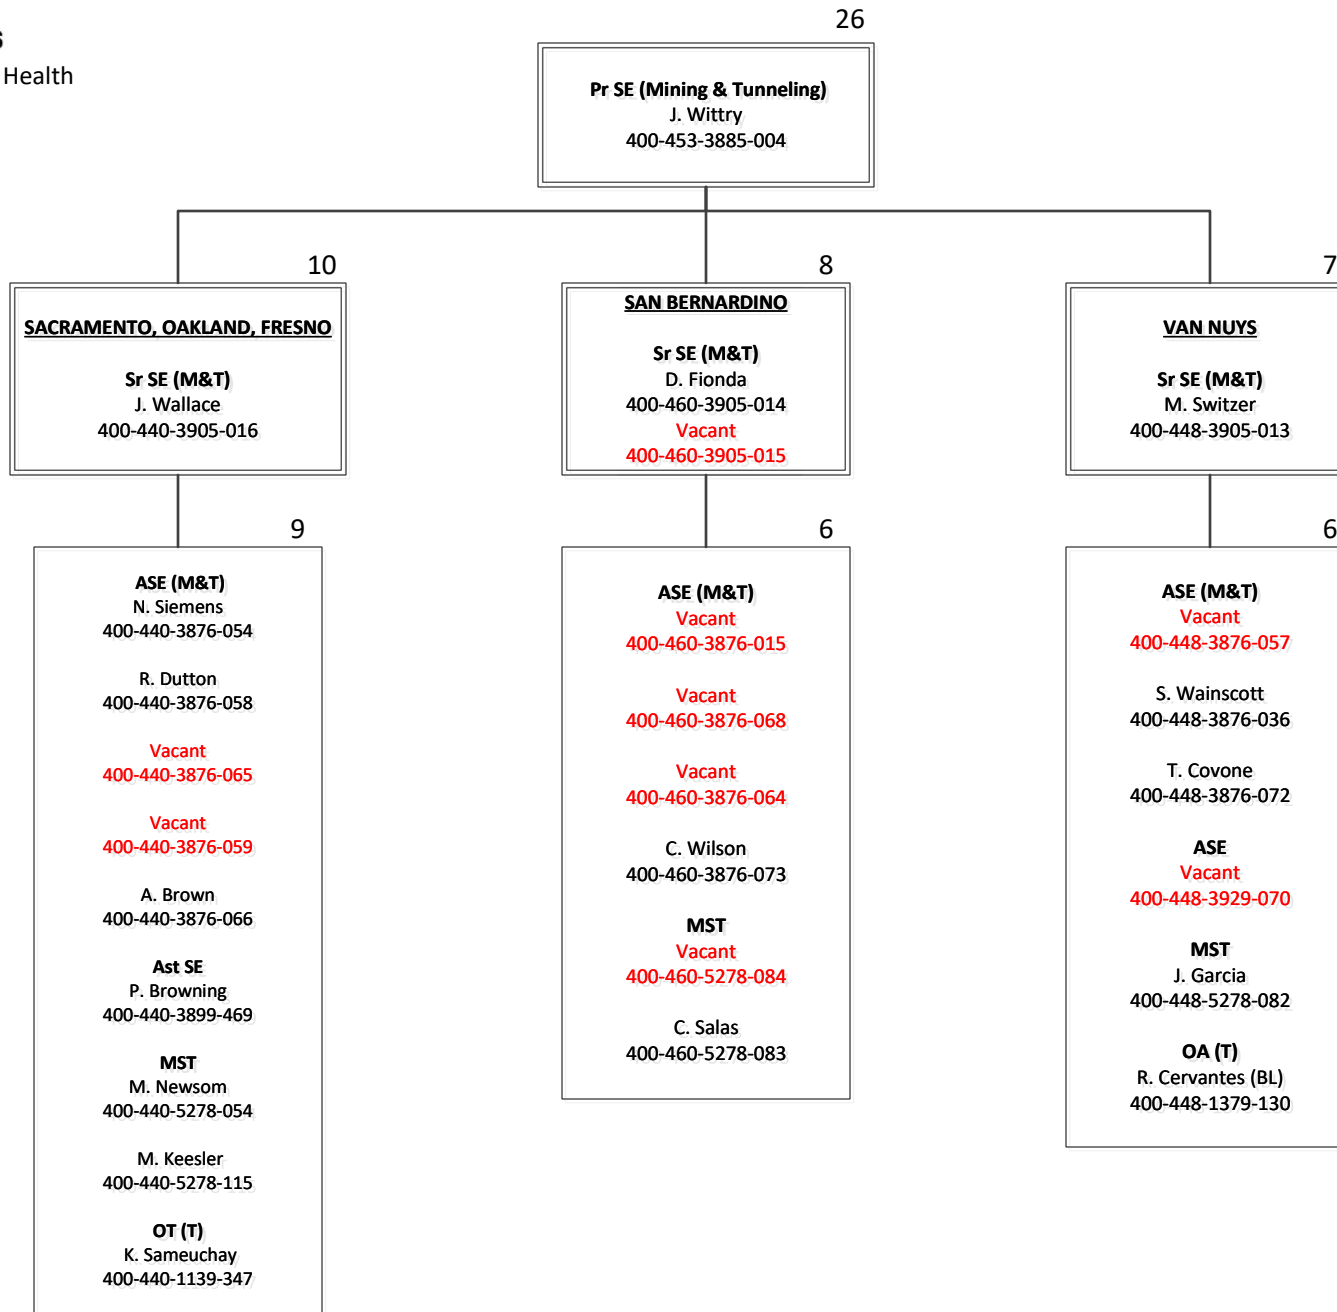 26
s
Health
Pr SE (Mining & Tunneling)
J. Wittry
400-453-3885-004
10
SACRAMENTO, OAKLAND, FRESNO
Sr SE (M&T)
J. Wallace
400-440-3905-016
8
SAN BERNARDINO
Sr SE (M&T)
D. Fionda
400-460-3905-014
Vacant
400-460-3905-015
7
VAN NUYS
Sr SE (M&T)
M. Switzer
400-448-3905-013
9
ASE (M&T)
N. Siemens
400-440-3876-054
R. Dutton
400-440-3876-058
Vacant
400-440-3876-065
Vacant
400-440-3876-059
A. Brown
400-440-3876-066
Ast SE
P. Browning
400-440-3899-469
MST
M. Newsom
400-440-5278-054
M. Keesler
400-440-5278-115
OT (T)
K. Sameuchay
400-440-1139-347
6
ASE (M&T)
Vacant
400-460-3876-015
Vacant
400-460-3876-068
Vacant
400-460-3876-064
C. Wilson
400-460-3876-073
MST
Vacant
400-460-5278-084
C. Salas
400-460-5278-083
6
ASE (M&T)
Vacant
400-448-3876-057
S. Wainscott
400-448-3876-036
T. Covone
400-448-3876-072
ASE
Vacant
400-448-3929-070
MST
J. Garcia
400-448-5278-082
OA (T)
R. Cervantes (BL)
400-448-1379-130